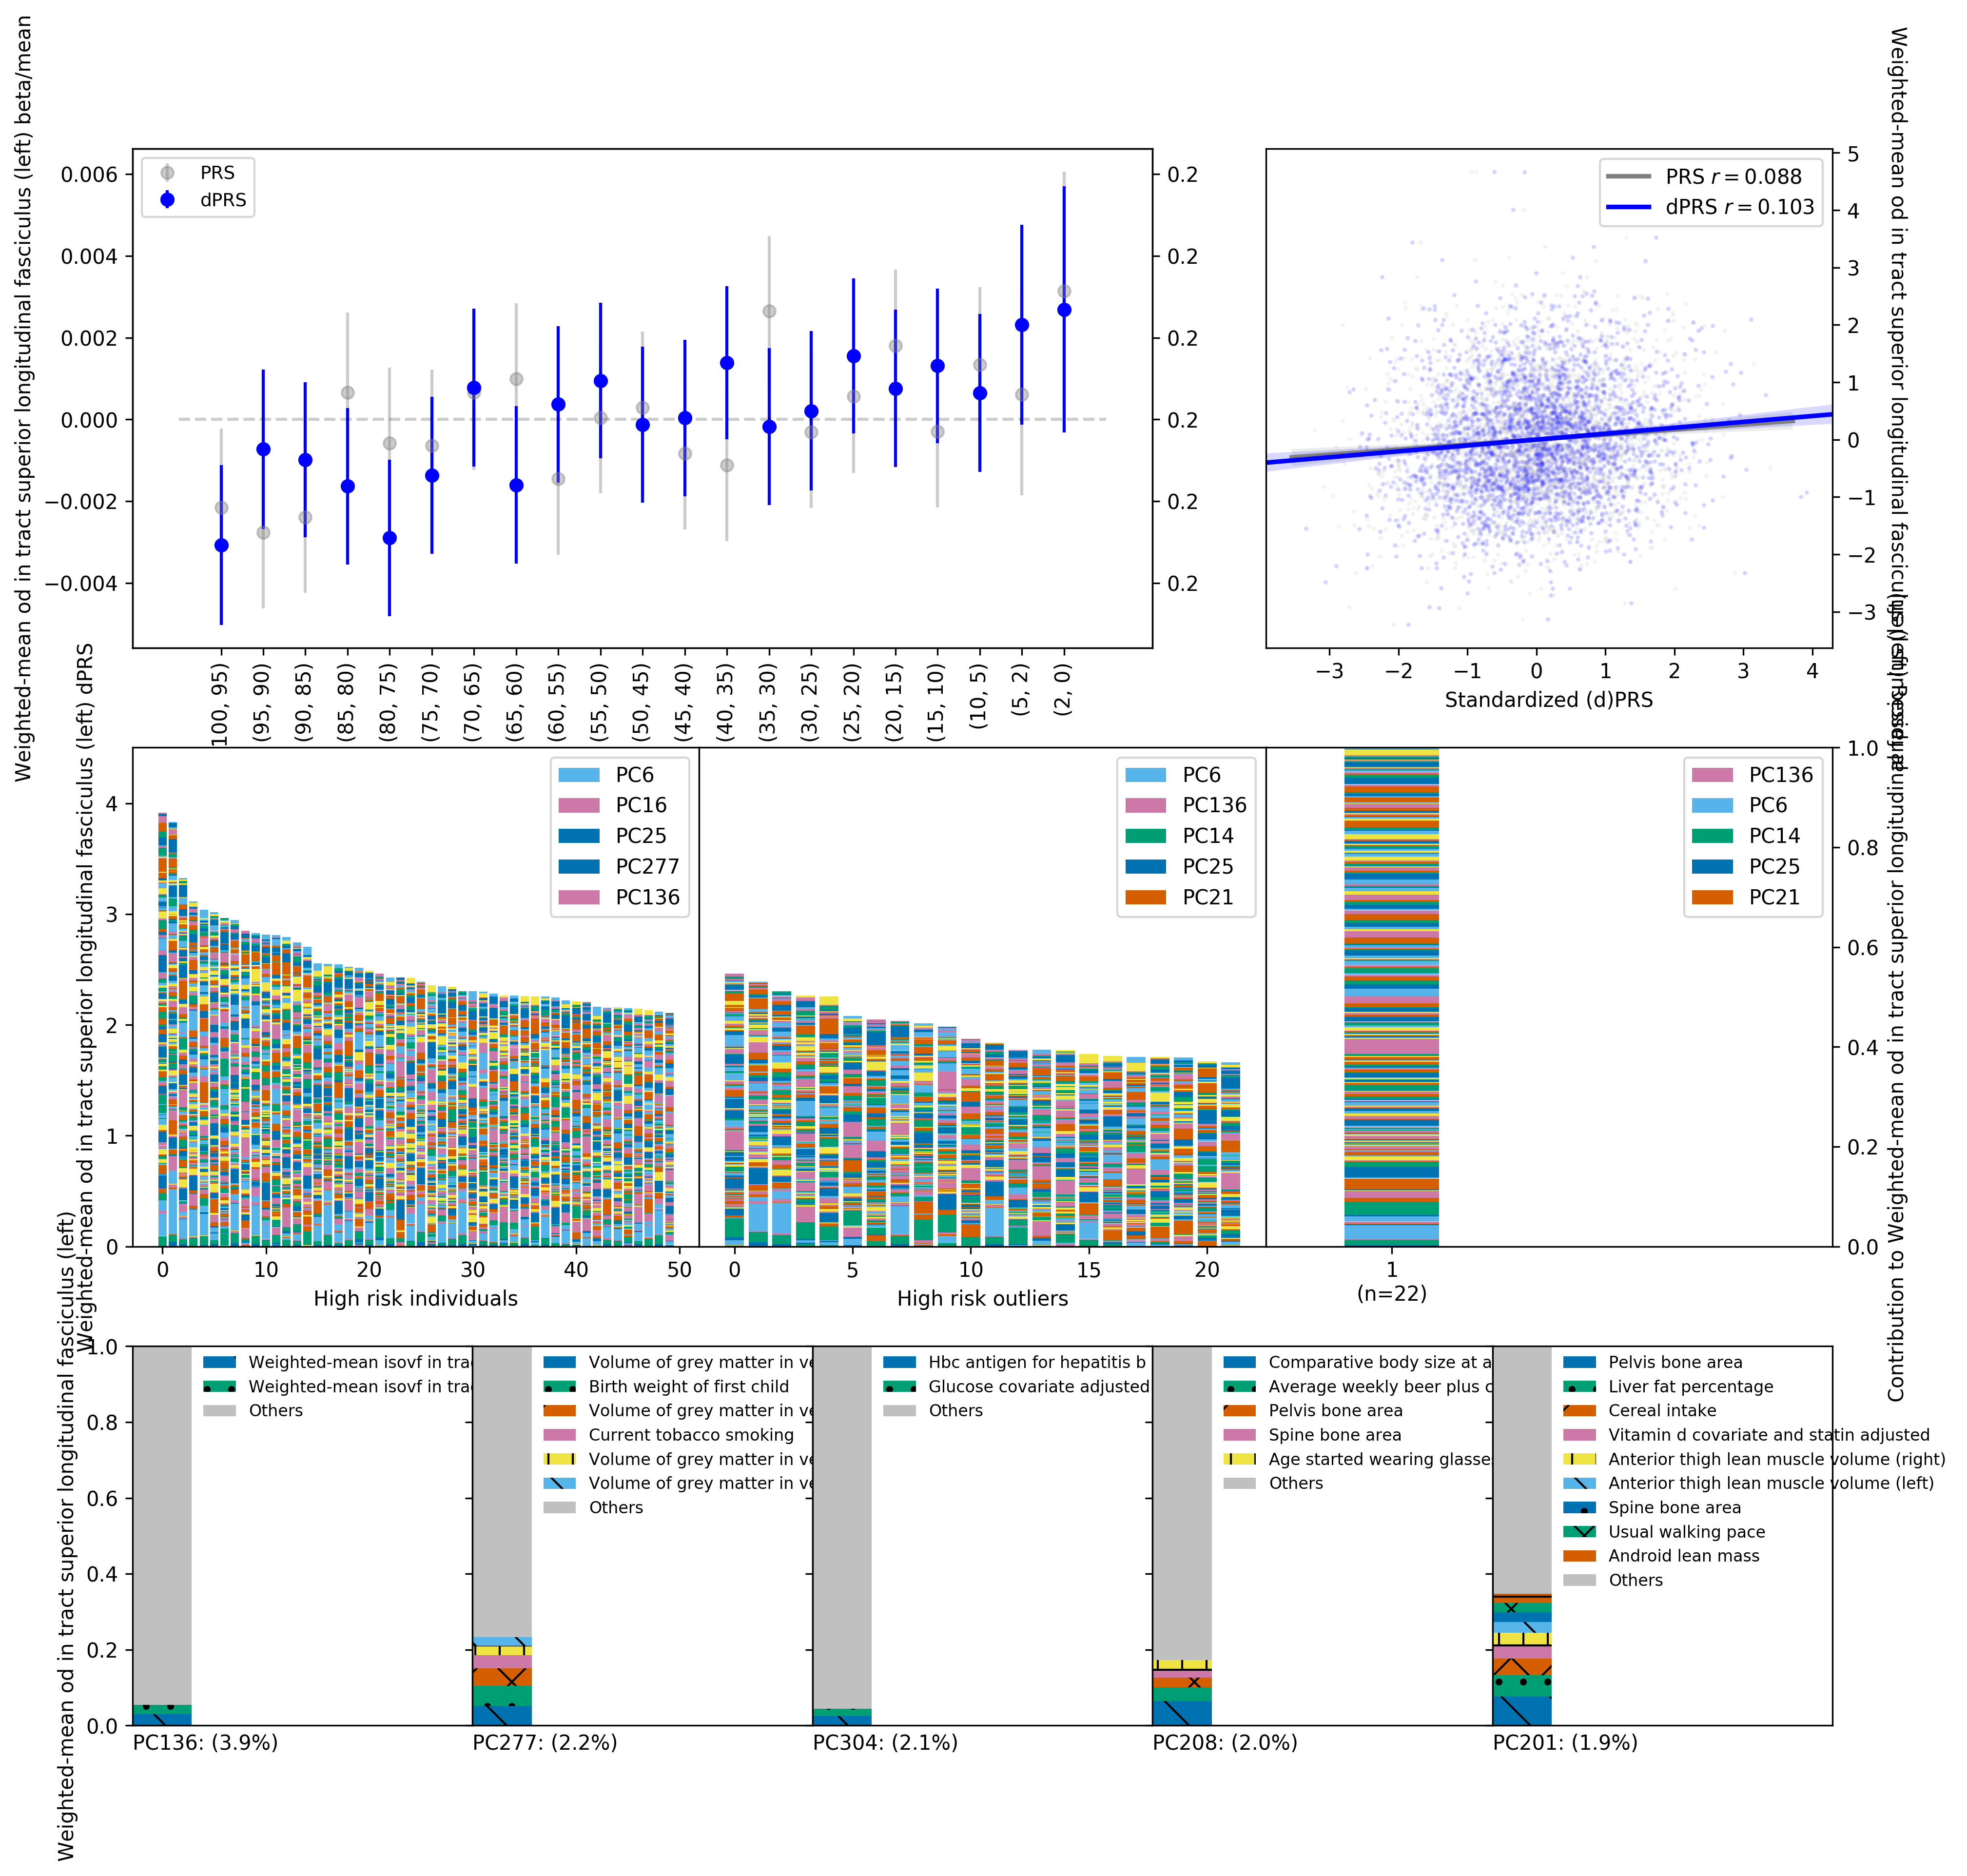 Weighted-mean od in tract superior longitudinal fasciculus (left) beta/mean
0.006
0.004
0.002
0.000
−0.002
−0.004
PRS
dPRS
0.2
0.2
0.2
0.2
0.2
0.2
100, 95)
(95, 90)
(90, 85)
(85, 80)
(80, 75)
(75, 70)
(70, 65)
(65, 60)
(60, 55)
(55, 50)
(50, 45)
(45, 40)
(40, 35)
(35, 30)
(30, 25)
(25, 20)
(20, 15)
(15, 10)
(10, 5)
(5, 2)
(2, 0)
PRS r = 0.088
dPRS r = 0.103
5
4
3
2
1
0
−1
−2
−3
−3
−2
−1
0
1
2
3
4
Standardized (d)PRS
Weighted-mean od in tract superior longitudinal fasciculus (left)
Weighted-mean od in tract superior longitudinal fasciculus (left) dPRS
4
3
2
1
0
PC6
PC16
PC25
PC277
PC136
0
10
20
30
40
50
High risk individuals
PC6
PC136
PC14
PC25
PC21
0
5
10
15
20
High risk outliers
PC136
PC6
PC14
PC25
PC21
1
(n=22)
1.0
0.8
0.6
0.4
0.2
0.0
Contribution to Weighted-mean od in tract superior longitudinal
Weighted-mean od in tract superior longitudinal fasciculus (left)
1.0
0.8
0.6
0.4
0.2
0.0
Weighted-mean isovf in trac
Weighted-mean isovf in trac
Others
PC136: (3.9%)
Volume of grey matter in ve
Birth weight of first child
Volume of grey matter in ve
Current tobacco smoking
Volume of grey matter in ve
Volume of grey matter in ve
Others
PC277: (2.2%)
Hbc antigen for hepatitis b
Glucose covariate adjusted
Others
PC304: (2.1%)
Comparative body size at a
Average weekly beer plus c
Pelvis bone area
Spine bone area
Age started wearing glasse
Others
PC208: (2.0%)
Pelvis bone area
Liver fat percentage
Cereal intake
Vitamin d covariate and statin adjusted
Anterior thigh lean muscle volume (right)
Anterior thigh lean muscle volume (left)
Spine bone area
Usual walking pace
Android lean mass
Others
PC201: (1.9%)